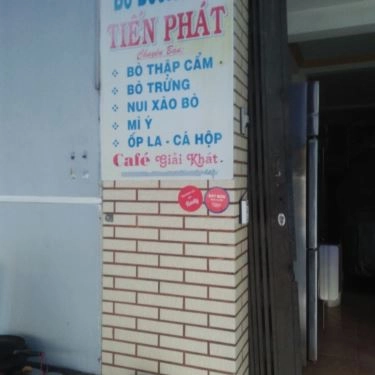 TIẾN PHÁT
Chuyên Bán:
BÒ THẬP CẨM
BÒ TRỨNG
NUI XÀO BÒ
MÌ Ý
ỐP LA - CÁ HỘP
Café Giải Khát